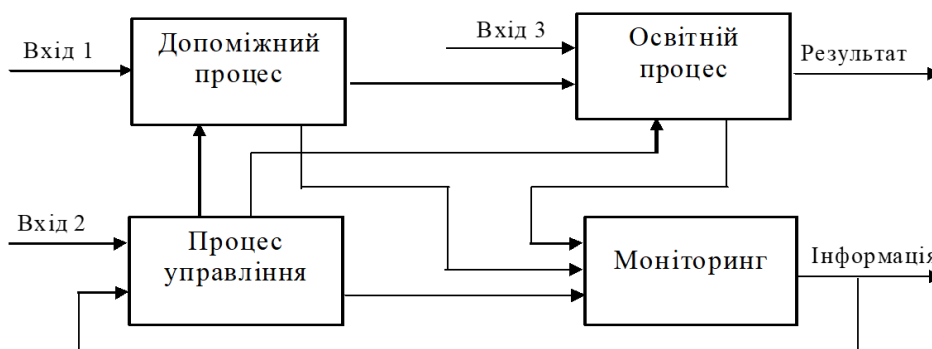 Вхід 1
Допоміжний
процес
Вхід 3
Освітній
процес
Результат
Вхід 2
Процес
управління
Моніторинг
Інформація